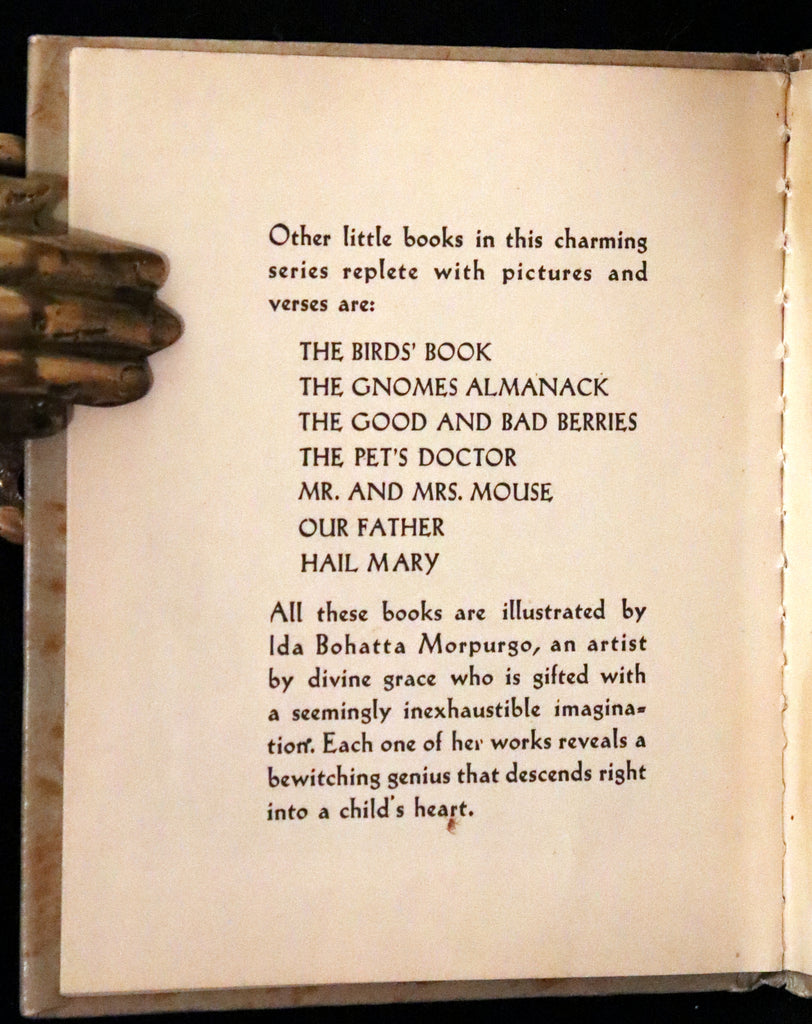 Other little books in this charming
series replete with pictures and
verses are:
THE BIRDS' BOOK
THE GNOMES ALMANACK
THE GOOD AND BAD BERRIES
THE PET'S DOCTOR
MR. AND MRS. MOUSE
OUR FATHER
HAIL MARY
All these books are illustrated by
Ida Bohatta Morpurgo, an artist
by divine grace who is gifted with
a seemingly inexhaustible imagina=
tion. Each one of her works reveals a
bewitching genius that descends right
into a child's heart.